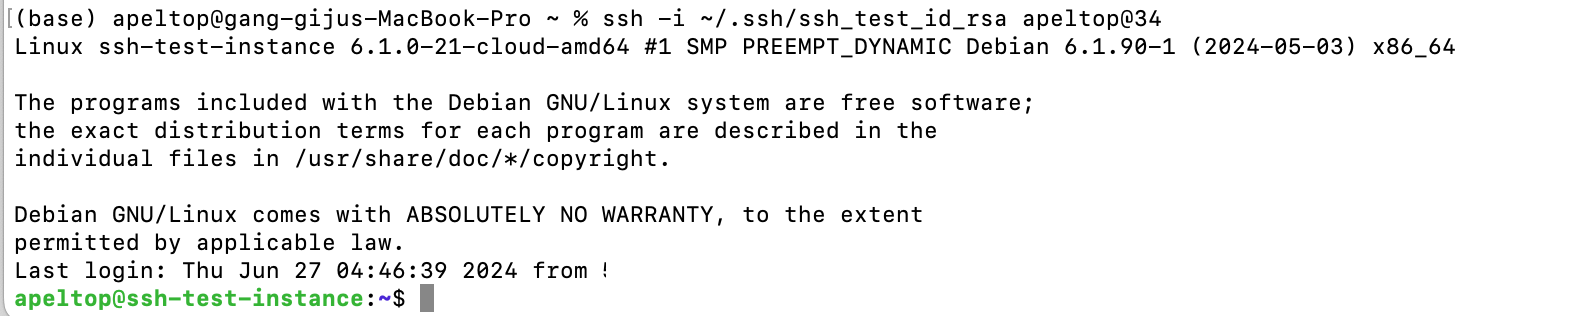 (base) apeltop@gang-gijus-MacBook-Pro ~ % ssh -i ~/.ssh/ssh_test_id_rsa apeltop@34
Linux ssh-test-instance 6.1.0-21-cloud-amd64 #1 SMP PREEMPT_DYNAMIC Debian 6.1.90-1 (2024-05-03) x86_64
The programs included with the Debian GNU/Linux system are free software;
the exact distribution terms for each program are described in the
individual files in /usr/share/doc/*/copyright.
Debian GNU/Linux comes with ABSOLUTELY NO WARRANTY, to the extent
permitted by applicable law.
Last login: Thu Jun 27 04:46:39 2024 from
apeltop@ssh-test-instance:~$